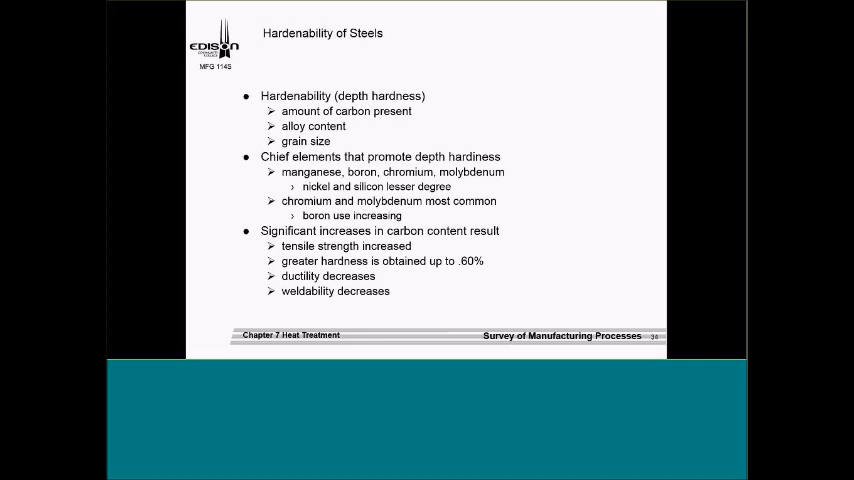 Hardenability of Steels
EDISON
MFG 114S
● Hardenability (depth hardness)
➢ amount of carbon present
➢ alloy content
➢ grain size
● Chief elements that promote depth hardiness
➢ manganese, boron, chromium, molybdenum
› nickel and silicon lesser degree
➢ chromium and molybdenum most common
› boron use increasing
● Significant increases in carbon content result
➢ tensile strength increased
➢ greater hardness is obtained up to .60%
➢ ductility decreases
➢ weldability decreases
Chapter 7 Heat Treatment
Survey of Manufacturing Processes